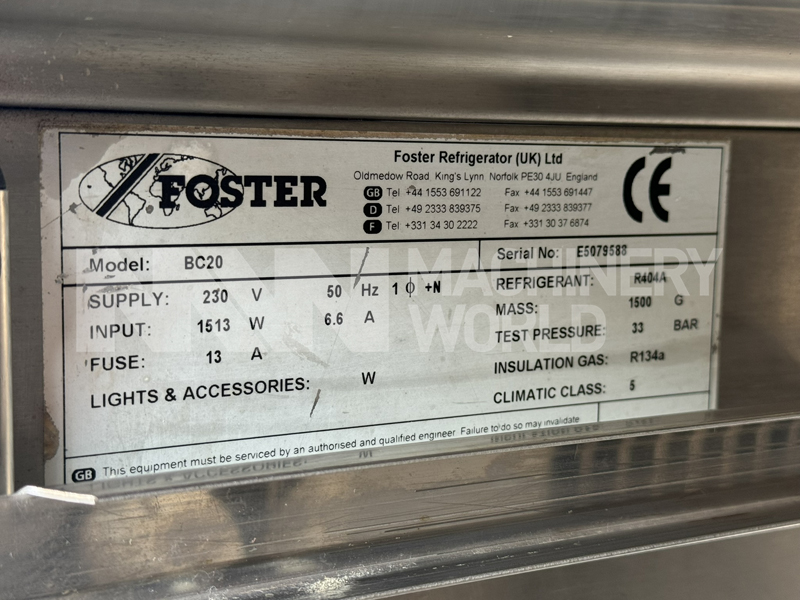 FOSTER
Foster Refrigerator (UK) Ltd
Oldmedow Road King's Lynn Norfolk PE30 4JU England
GB Tel +44 1553 691122 Fax +44 1553 691447
D Tel +49 2333 839375 Fax +49 2333 839377
F Tel +331 34 30 2222 Fax +331 30 37 6874
CE
Model: BC20 / Serial No: E5079588
SUPPLY: 230 V 50 Hz 1 ϕ +N
INPUT: 1513 W 6.6 A
FUSE: 13 A
LIGHTS & ACCESSORIES: / W
REFRIGERANT: R404A
MASS: 1500 G
TEST PRESSURE: 33 BAR
INSULATION GAS: R134a
CLIMATIC CLASS: 5
GB This equipment must be serviced by an authorised and qualified engineer. Failure to do so may invalidate
MACHINERY
WORLD